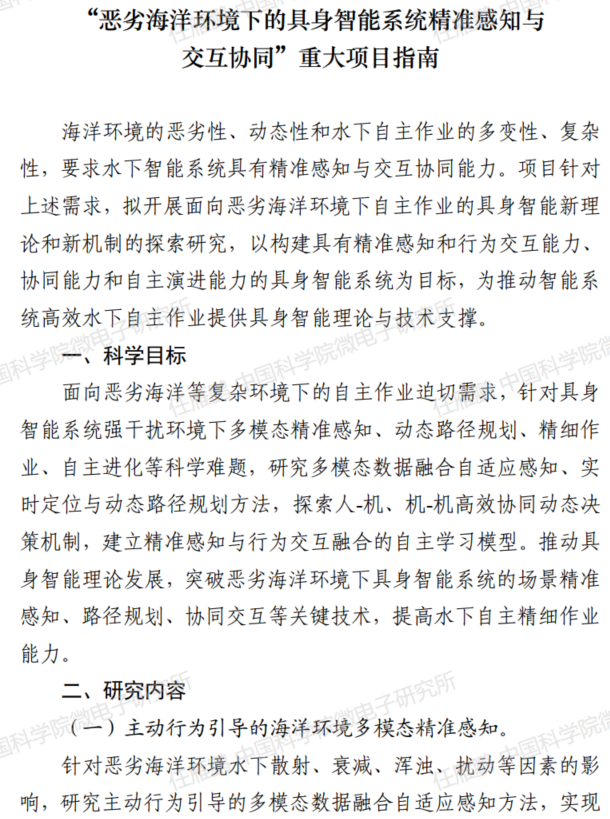 “恶劣海洋环境下的具身智能系统精准感知与
交互协同”重大项目指南
海洋环境的恶劣性、动态性和水下自主作业的多变性、复杂
性，要求水下智能系统具有精准感知与交互协同能力。项目针对
上述需求，拟开展面向恶劣海洋环境下自主作业的具身智能新理
论和新机制的探索研究，以构建具有精准感知和行为交互能力、
协同能力和自主演进能力的具身智能系统为目标，为推动智能系
统高效水下自主作业提供具身智能理论与技术支撑。
一、科学目标
面向恶劣海洋等复杂环境下的自主作业迫切需求，针对具身
智能系统强干扰环境下多模态精准感知、动态路径规划、精细作
业、自主进化等科学难题，研究多模态数据融合自适应感知、实
时定位与动态路径规划方法，探索人-机、机-机高效协同动态决
策机制，建立精准感知与行为交互融合的自主学习模型。推动具
身智能理论发展，突破恶劣海洋环境下具身智能系统的场景精准
感知、路径规划、协同交互等关键技术，提高水下自主精细作业
能力。
二、研究内容
（一）主动行为引导的海洋环境多模态精准感知。
针对恶劣海洋环境水下散射、衰减、浑浊、扰动等因素的影
响，研究主动行为引导的多模态数据融合自适应感知方法，实现
中国科学院微电子研究所